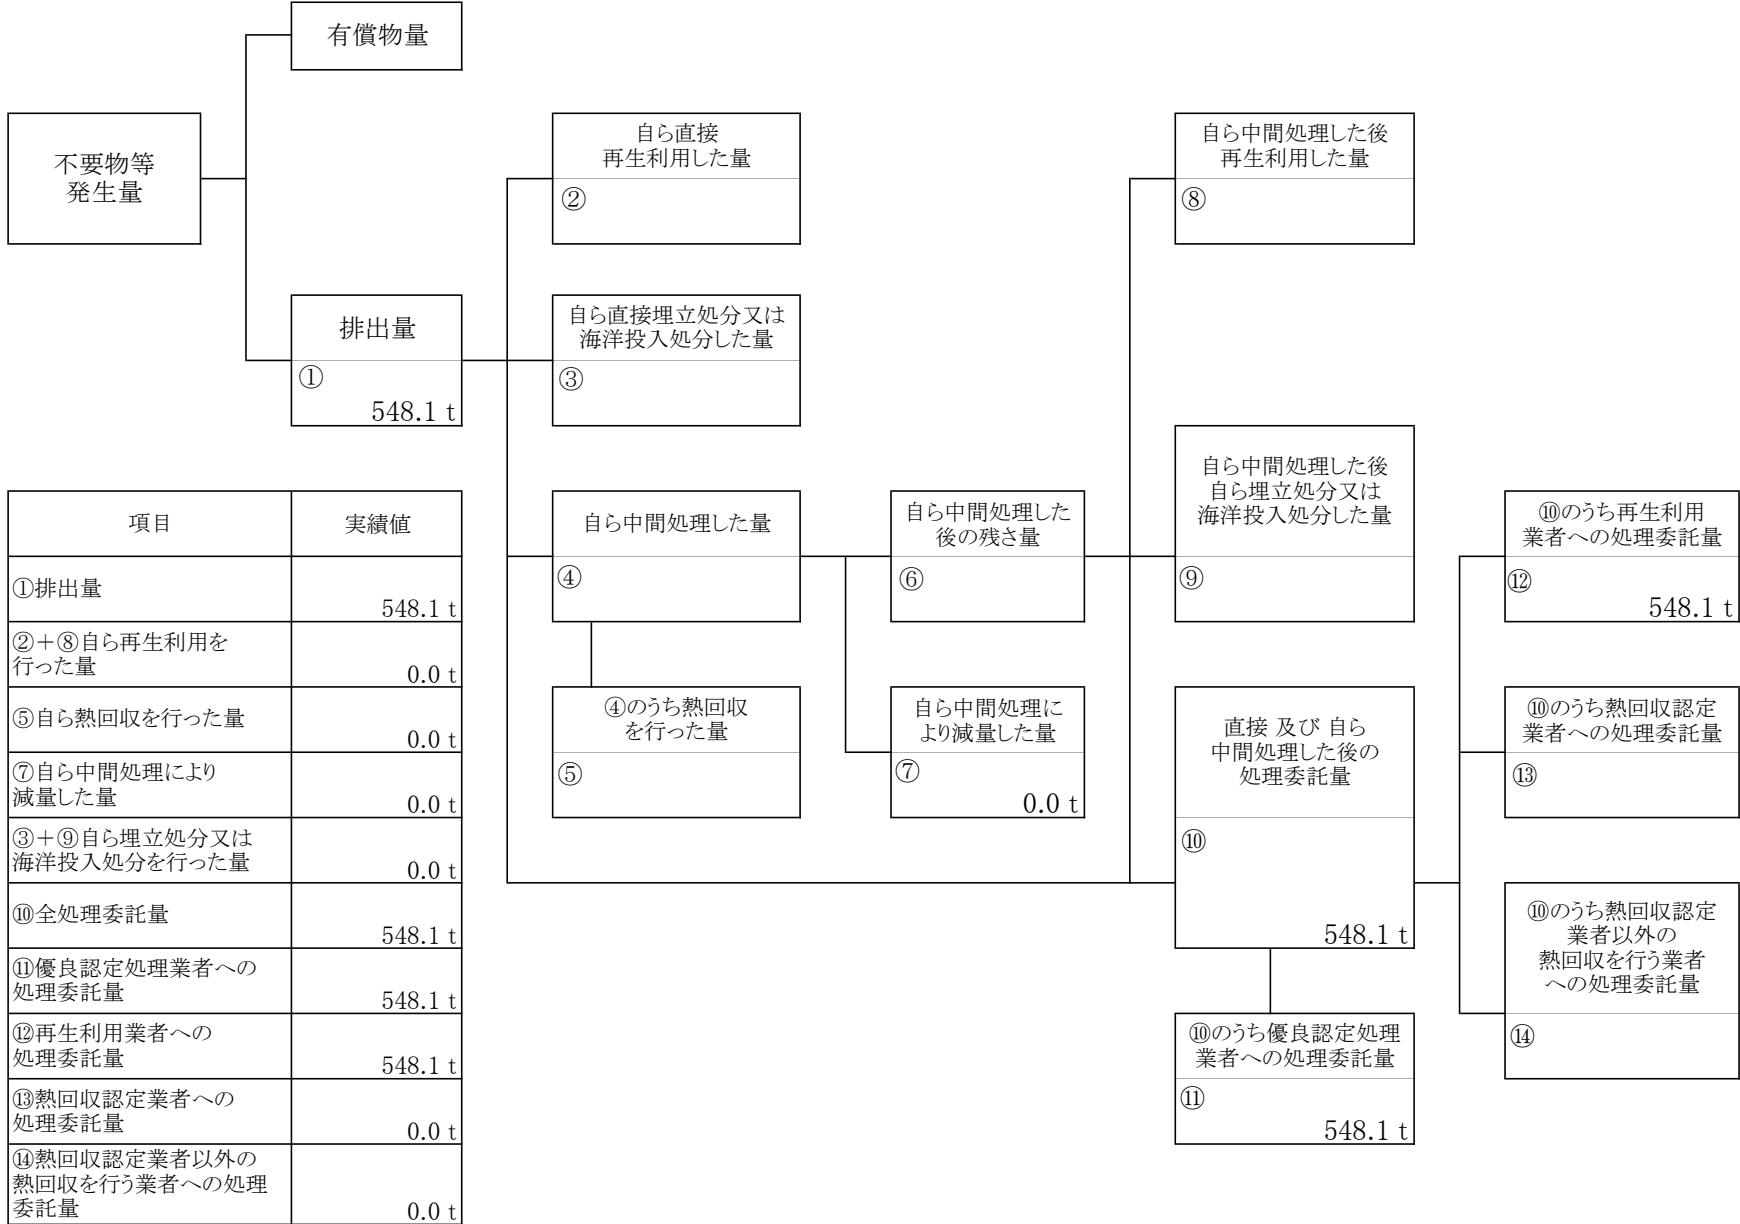 有償物量
不要物等
発生量
自ら直接
再生利用した量
②
自ら中間処理した後
再生利用した量
⑧
排出量
①
548.1 t
自ら直接埋立処分又は
海洋投入処分した量
③
自ら中間処理した量
④
自ら中間処理した
後の残さ量
⑥
自ら中間処理した後
自ら埋立処分又は
海洋投入処分した量
⑨
⑩のうち再生利用
業者への処理委託量
⑫
548.1 t
④のうち熱回収
を行った量
⑤
自ら中間処理に
より減量した量
⑦
0.0 t
直接 及び 自ら
中間処理した後の
処理委託量
⑩
548.1 t
⑩のうち熱回収認定
業者への処理委託量
⑬
⑩のうち熱回収認定
業者以外の
熱回収を行う業者
への処理委託量
⑭
⑩のうち優良認定処理
業者への処理委託量
⑪
548.1 t
項目 実績値
①排出量
548.1 t
②＋⑧自ら再生利用を
行った量
0.0 t
⑤自ら熱回収を行った量
0.0 t
⑦自ら中間処理により
減量した量
0.0 t
③＋⑨自ら埋立処分又は
海洋投入処分を行った量
0.0 t
⑩全処理委託量
548.1 t
⑪優良認定処理業者への
処理委託量
548.1 t
⑫再生利用業者への
処理委託量
548.1 t
⑬熱回収認定業者への
処理委託量
0.0 t
⑭熱回収認定業者以外の
熱回収を行う業者への処理
委託量
0.0 t